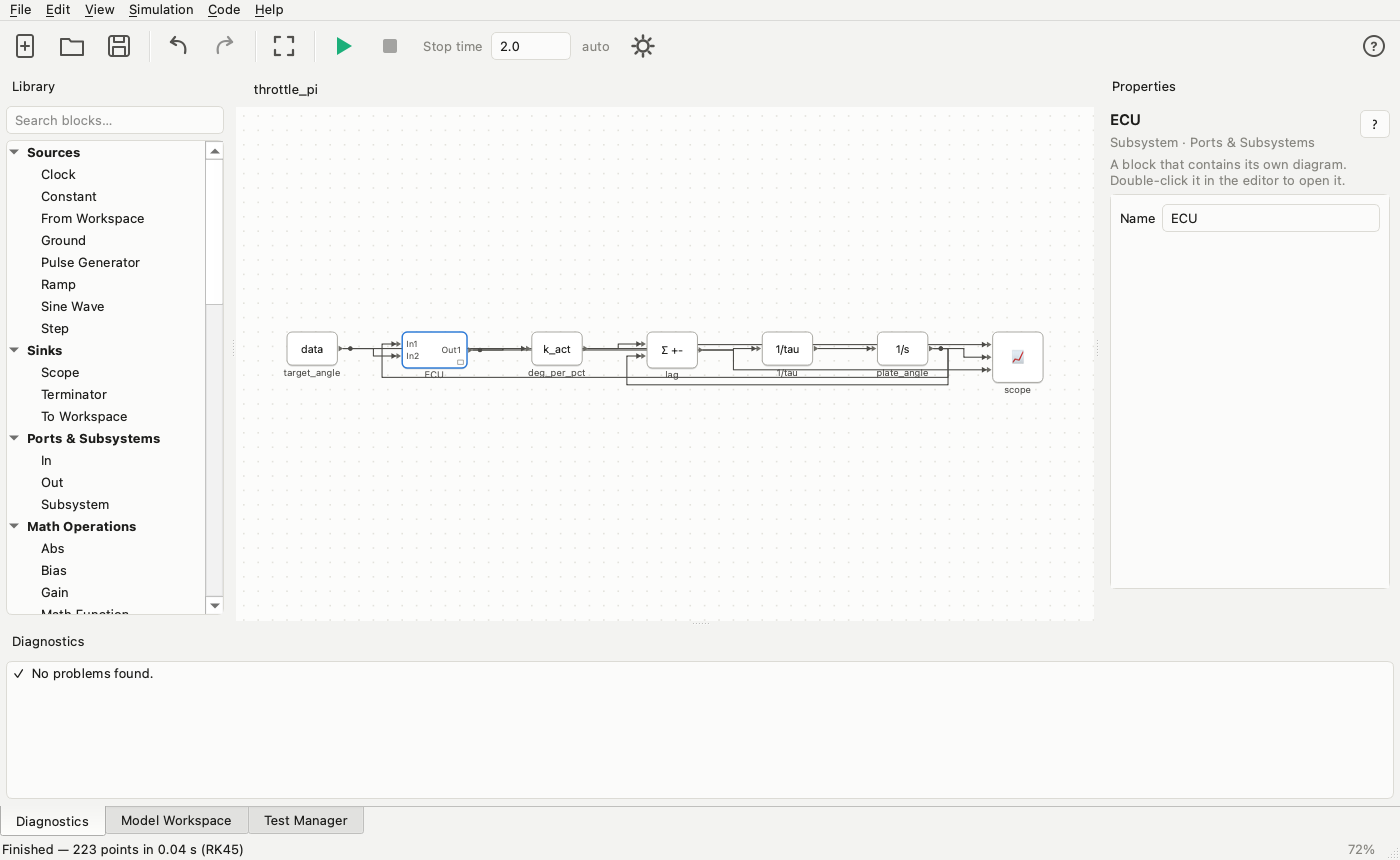 File Edit View Simulation Code Help
Stop time 2.0 auto
Library
Search blocks...
Sources
Clock
Constant
From Workspace
Ground
Pulse Generator
Ramp
Sine Wave
Step
Sinks
Scope
Terminator
To Workspace
Ports & Subsystems
In
Out
Subsystem
Math Operations
Abs
Bias
Gain
Math Function
throttle_pi
data
target_angle
In1
In2
Out1
ECU
k_act
deg_per_pct
Σ +-
lag
1/tau
1/tau
1/s
plate_angle
scope
Properties
ECU
?
Subsystem · Ports & Subsystems
A block that contains its own diagram.
Double-click it in the editor to open it.
Name ECU
Diagnostics
✓ No problems found.
Diagnostics Model Workspace Test Manager
Finished — 223 points in 0.04 s (RK45)
72%